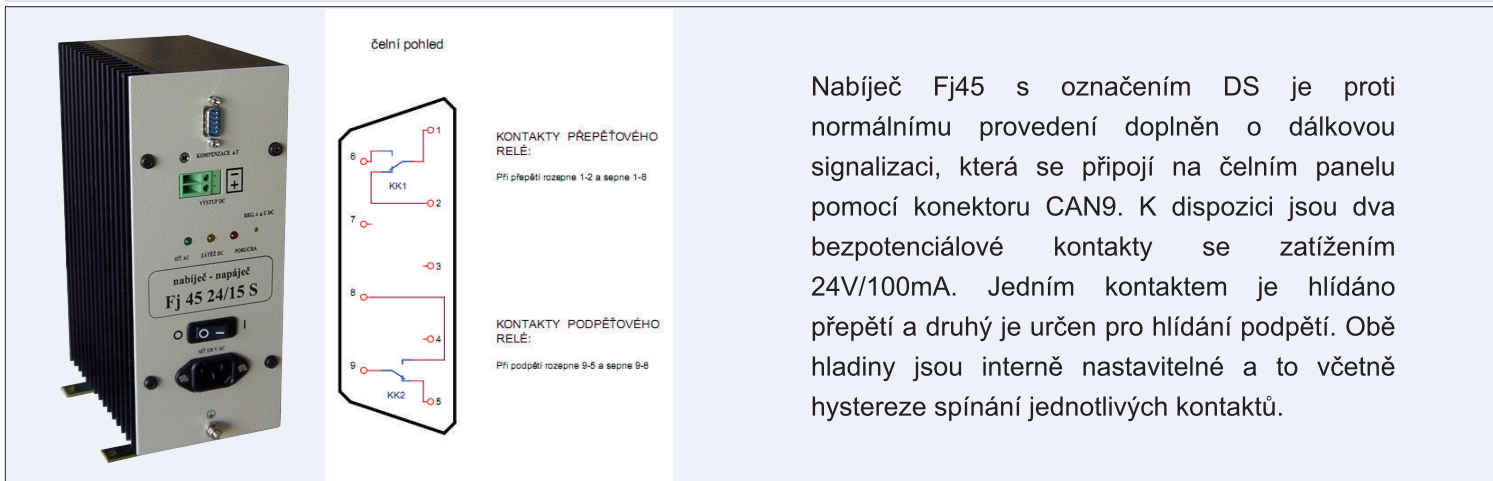 KOMPENZACE ΔT
VÝSTUP DC
REG. ± Δ U DC
SÍŤ AC ZÁTĚŽ DC PORUCHA
nabíječ - napáječ
Fj 45 24/15 S
O I
SÍŤ 230 V AC
čelní pohled
1
6
KK1
2
7
3
8
4
9
KK2
5
KONTAKTY PŘEPĚŤOVÉHO
RELÉ:
Při přepětí rozepne 1-2 a sepne 1-6
KONTAKTY PODPĚŤOVÉHO
RELÉ:
Při podpětí rozepne 9-5 a sepne 9-8
Nabíječ Fj45 s označením DS je proti
normálnímu provedení doplněn o dálkovou
signalizaci, která se připojí na čelním panelu
pomocí konektoru CAN9. K dispozici jsou dva
bezpotenciálové kontakty se zatížením
24V/100mA. Jedním kontaktem je hlídáno
přepětí a druhý je určen pro hlídání podpětí. Obě
hladiny jsou interně nastavitelné a to včetně
hystereze spínání jednotlivých kontaktů.